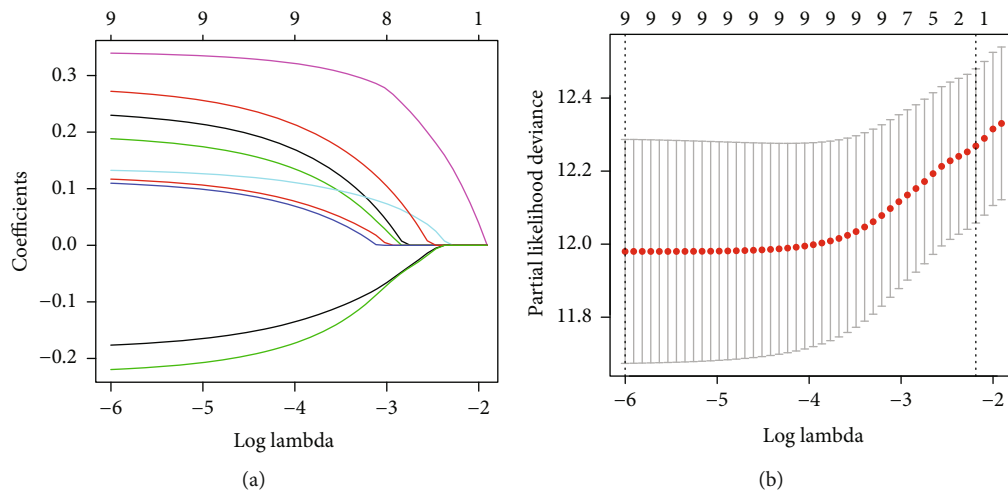 9 9 9 8 1
0.3
0.2
0.1
0.0
−0.1
−0.2
Coefficients
−6 −5 −4 −3 −2
Log lambda
(a)
9 9 9 9 9 9 9 9 9 9 9 7 5 2 1
12.4
12.2
12.0
11.8
Partial likelihood deviance
−6 −5 −4 −3 −2
Log lambda
(b)